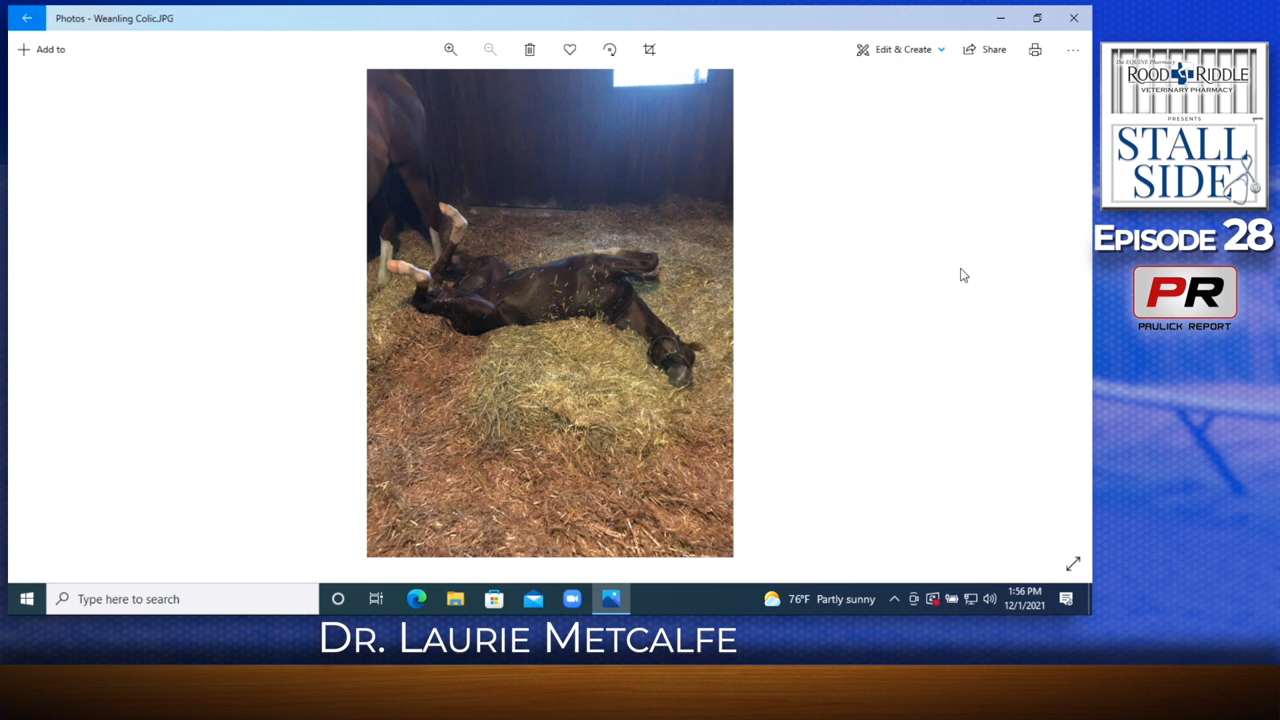 Photos - Weanling Colic.JPG
Add to
Edit & Create
Share
The EQUINE Pharmacy
ROOD & RIDDLE
VETERINARY PHARMACY
PRESENTS
STALL
SIDE
EPISODE 28
PR
PAULICK REPORT
Type here to search
76°F Partly sunny
1:56 PM
12/1/2021
DR. LAURIE METCALFE